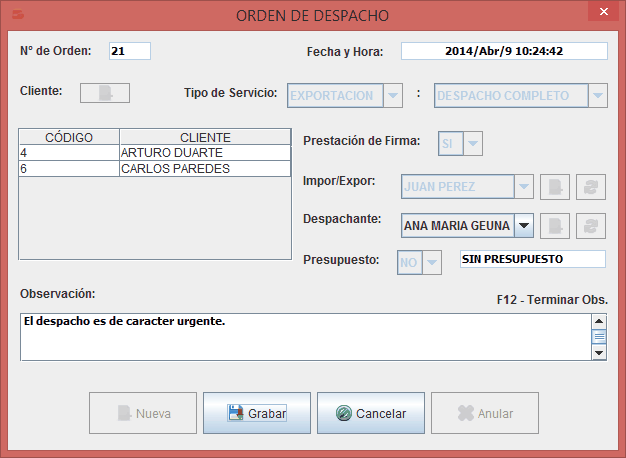 ORDEN DE DESPACHO
N° de Orden: 21 Fecha y Hora: 2014/Abr/9 10:24:42
Cliente: Tipo de Servicio: EXPORTACION : DESPACHO COMPLETO
CÓDIGO CLIENTE
4 ARTURO DUARTE
6 CARLOS PAREDES
Prestación de Firma: SI
Impor/Expor: JUAN PEREZ
Despachante: ANA MARIA GEUNA
Presupuesto: NO SIN PRESUPUESTO
Observación: F12 - Terminar Obs.
El despacho es de caracter urgente.
Nueva Grabar Cancelar Anular